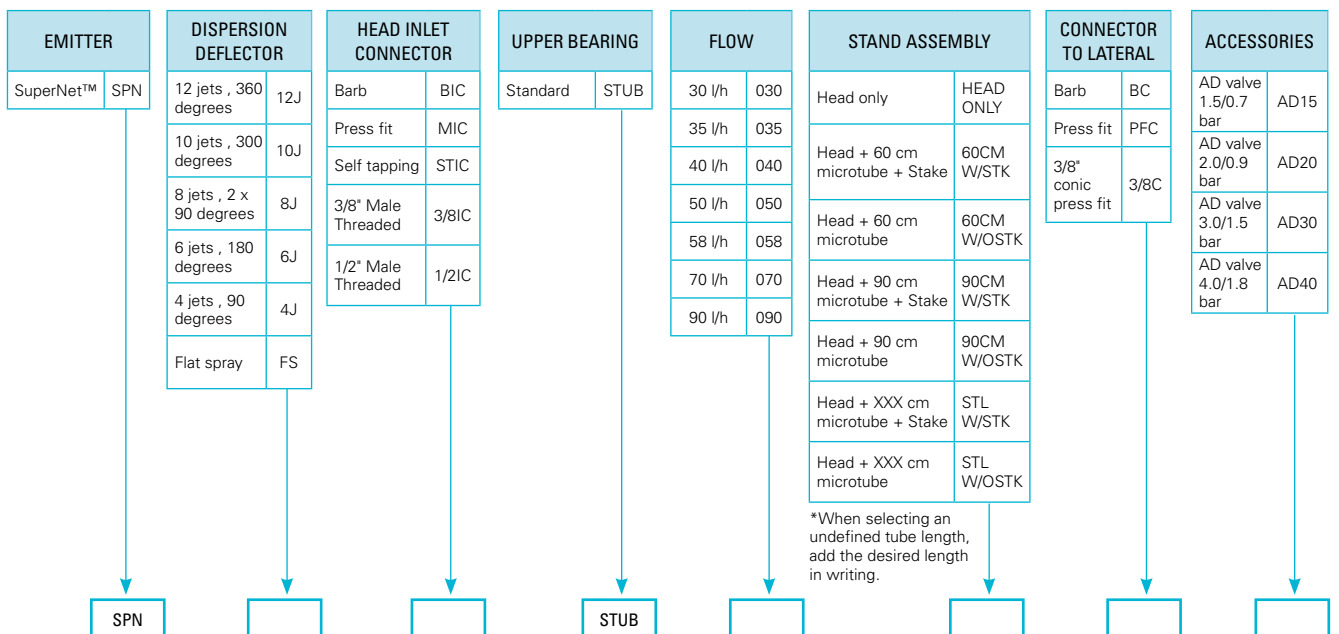 EMITTER
SuperNet™ SPN
DISPERSION
DEFLECTOR
12 jets , 360
degrees
12J
10 jets , 300
degrees
10J
8 jets , 2 x
90 degrees
8J
6 jets , 180
degrees
6J
4 jets , 90
degrees
4J
Flat spray FS
HEAD INLET
CONNECTOR
Barb BIC
Press fit MIC
Self tapping STIC
3/8" Male
Threaded
3/8IC
1/2" Male
Threaded
1/2IC
UPPER BEARING
Standard STUB
FLOW
30 l/h 030
35 l/h 035
40 l/h 040
50 l/h 050
58 l/h 058
70 l/h 070
90 l/h 090
STAND ASSEMBLY
Head only
HEAD
ONLY
Head + 60 cm
microtube + Stake
60CM
W/STK
Head + 60 cm
microtube
60CM
W/OSTK
Head + 90 cm
microtube + Stake
90CM
W/STK
Head + 90 cm
microtube
90CM
W/OSTK
Head + XXX cm
microtube + Stake
STL
W/STK
Head + XXX cm
microtube
STL
W/OSTK
*When selecting an
undefined tube length,
add the desired length
in writing.
CONNECTOR
TO LATERAL
Barb BC
Press fit PFC
3/8"
conic
press fit
3/8C
ACCESSORIES
AD valve
1.5/0.7
bar
AD15
AD valve
2.0/0.9
bar
AD20
AD valve
3.0/1.5
bar
AD30
AD valve
4.0/1.8
bar
AD40
SPN
STUB